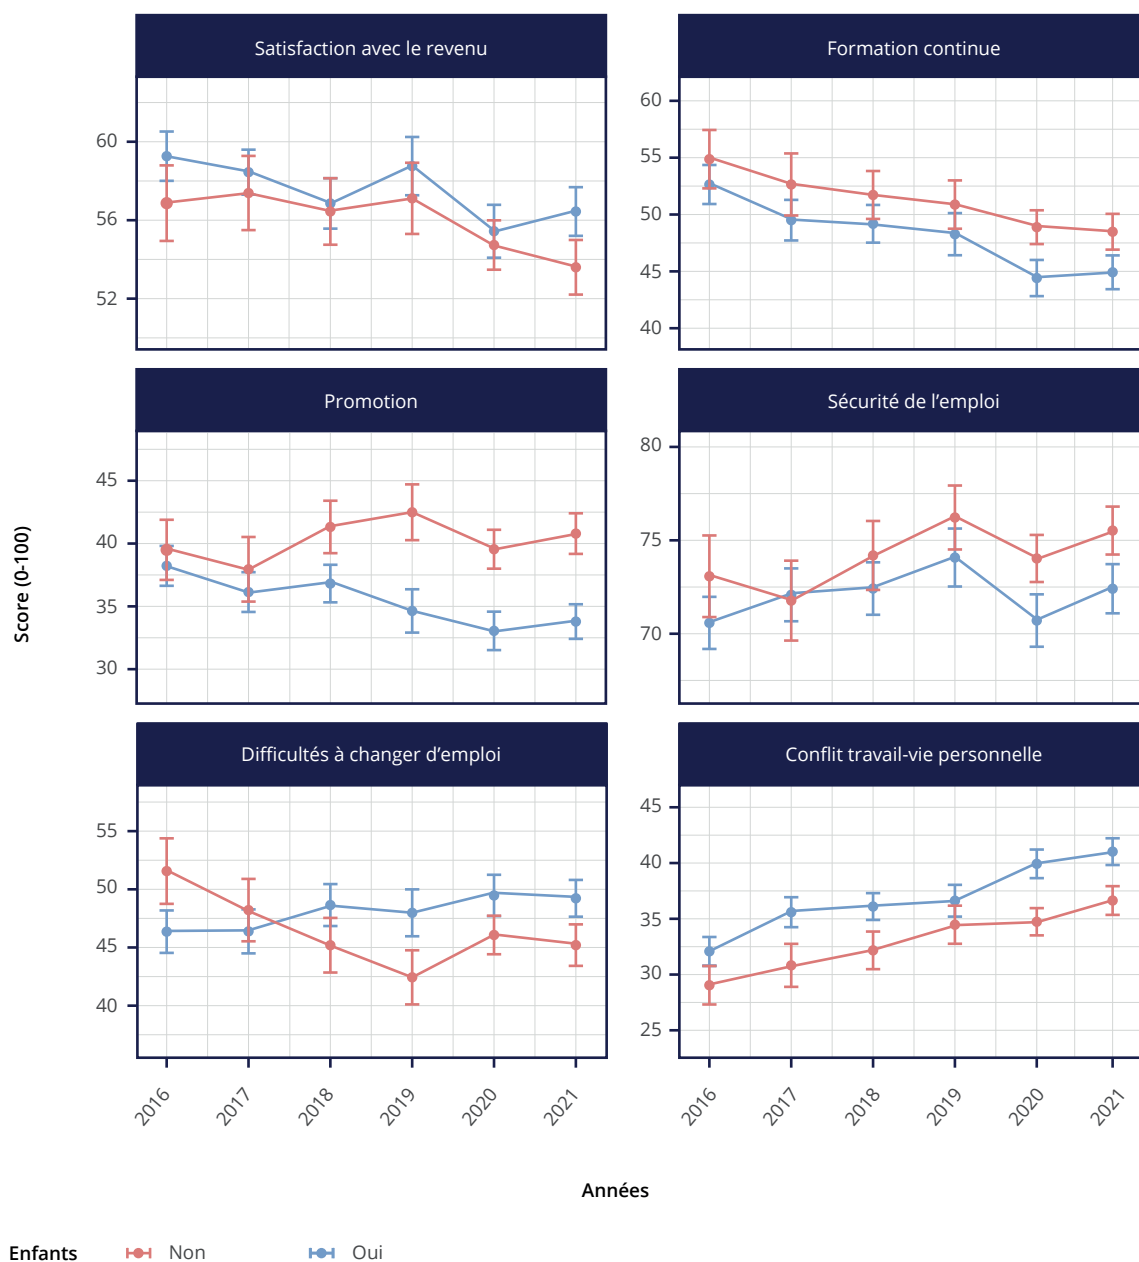 Satisfaction avec le revenu
60
56
52
Formation continue
60
55
50
45
40
Promotion
45
40
35
30
Sécurité de l'emploi
80
75
70
Difficultés à changer d'emploi
55
50
45
40
Conflit travail-vie personnelle
45
40
35
30
25
Score (0-100)
2016 2017 2018 2019 2020 2021
2016 2017 2018 2019 2020 2021
Années
Enfants Non Oui